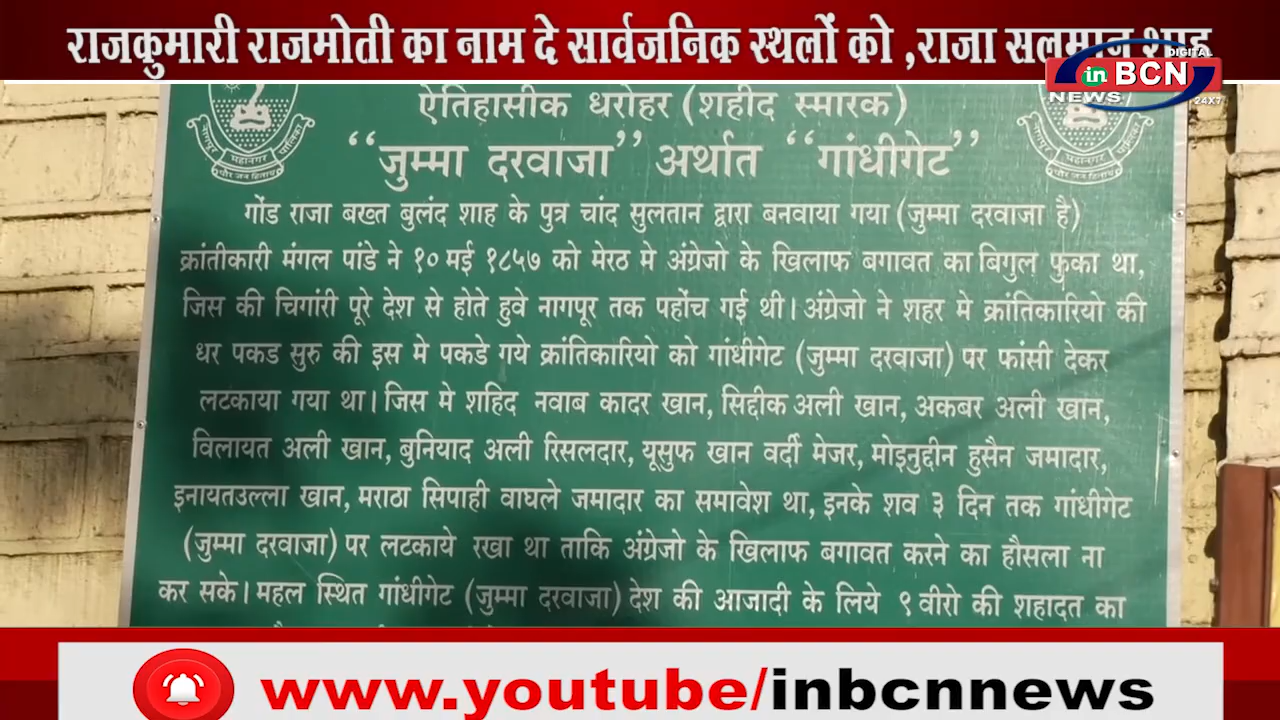 राजकुमारी राजमोती का नाम दे सार्वजनिक स्थलों को ,राजा सलमान शाह
DIGITAL
in BCN
NEWS
24X7
ऐतिहासीक धरोहर (शहीद स्मारक)
“जुम्मा दरवाजा” अर्थात “गांधीगेट”
गोंड राजा बख्त बुलंद शाह के पुत्र चांद सुलतान द्वारा बनवाया गया (जुम्मा दरवाजा है)
क्रांतीकारी मंगल पांडे ने १० मई १८५७ को मेरठ मे अंग्रेजो के खिलाफ बगावत का बिगुल फुका था,
जिस की चिगांरी पूरे देश से होते हुवे नागपूर तक पहोंच गई थी। अंग्रेजो ने शहर मे क्रांतिकारियो की
धर पकड सुरु की इस मे पकडे गये क्रांतिकारियो को गांधीगेट (जुम्मा दरवाजा) पर फांसी देकर
लटकाया गया था। जिस मे शहिद नवाब कादर खान, सिद्दीक अली खान, अकबर अली खान,
विलायत अली खान, बुनियाद अली रिसलदार, यूसुफ खान वर्दी मेजर, मोइनुद्दीन हुसैन जमादार,
इनायतउल्ला खान, मराठा सिपाही वाघले जमादार का समावेश था, इनके शव ३ दिन तक गांधीगेट
(जुम्मा दरवाजा) पर लटकाये रखा था ताकि अंग्रेजो के खिलाफ बगावत करने का हौसला ना
कर सके। महल स्थित गांधीगेट (जुम्मा दरवाजा) देश की आजादी के लिये ९ वीरो की शहादत का
www.youtube/inbcnnews